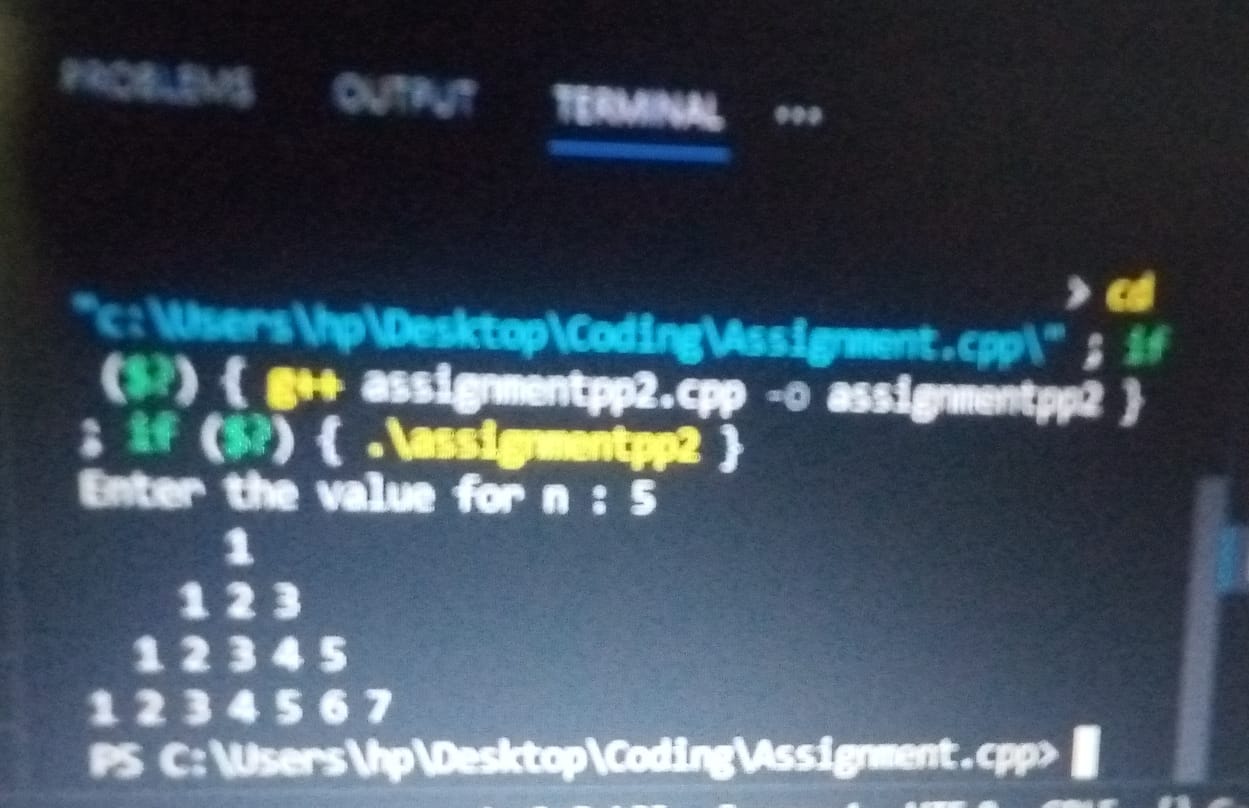 PROBLEMS OUTPUT TERMINAL ...
> cd
"c:\Users\hp\Desktop\Coding\Assignment.cpp\" ; if
($?) { g++ assignmentpp2.cpp -o assignmentpp2 }
; if ($?) { .\assignmentpp2 }
Enter the value for n : 5
1
1 2 3
1 2 3 4 5
1 2 3 4 5 6 7
PS C:\Users\hp\Desktop\Coding\Assignment.cpp>